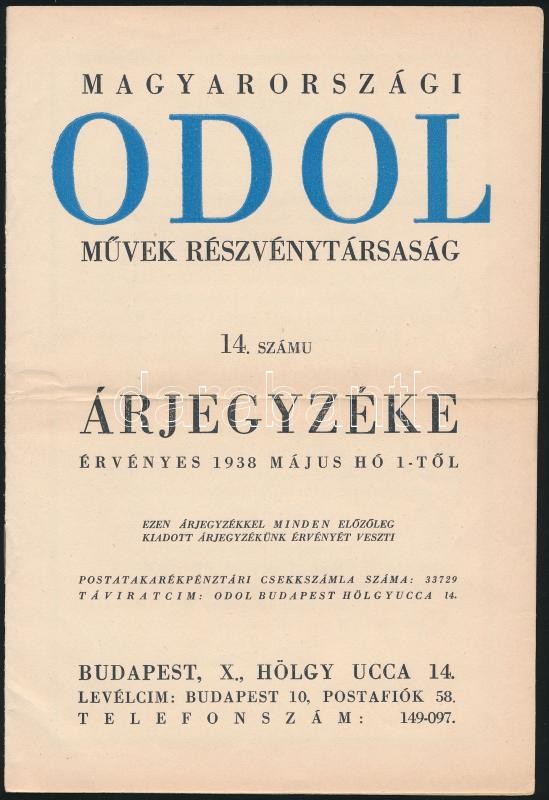 MAGYARORSZÁGI
ODOL
MŰVEK RÉSZVÉNYTÁRSASÁG
14. SZÁMU
darabanth
ÁRJEGYZÉKE
ÉRVÉNYES 1938 MÁJUS HÓ 1-TŐL
EZEN ÁRJEGYZÉKKEL MINDEN ELŐZŐLEG
KIADOTT ÁRJEGYZÉKÜNK ÉRVÉNYÉT VESZTI
POSTATAKARÉKPÉNZTÁRI CSEKKSZÁMLA SZÁMA: 33729
TÁVIRATCIM: ODOL BUDAPEST HÖLGYUCCA 14.
BUDAPEST, X., HÖLGY UCCA 14.
LEVÉLCIM: BUDAPEST 10, POSTAFIÓK 58.
TELEFONSZÁM: 149-097.